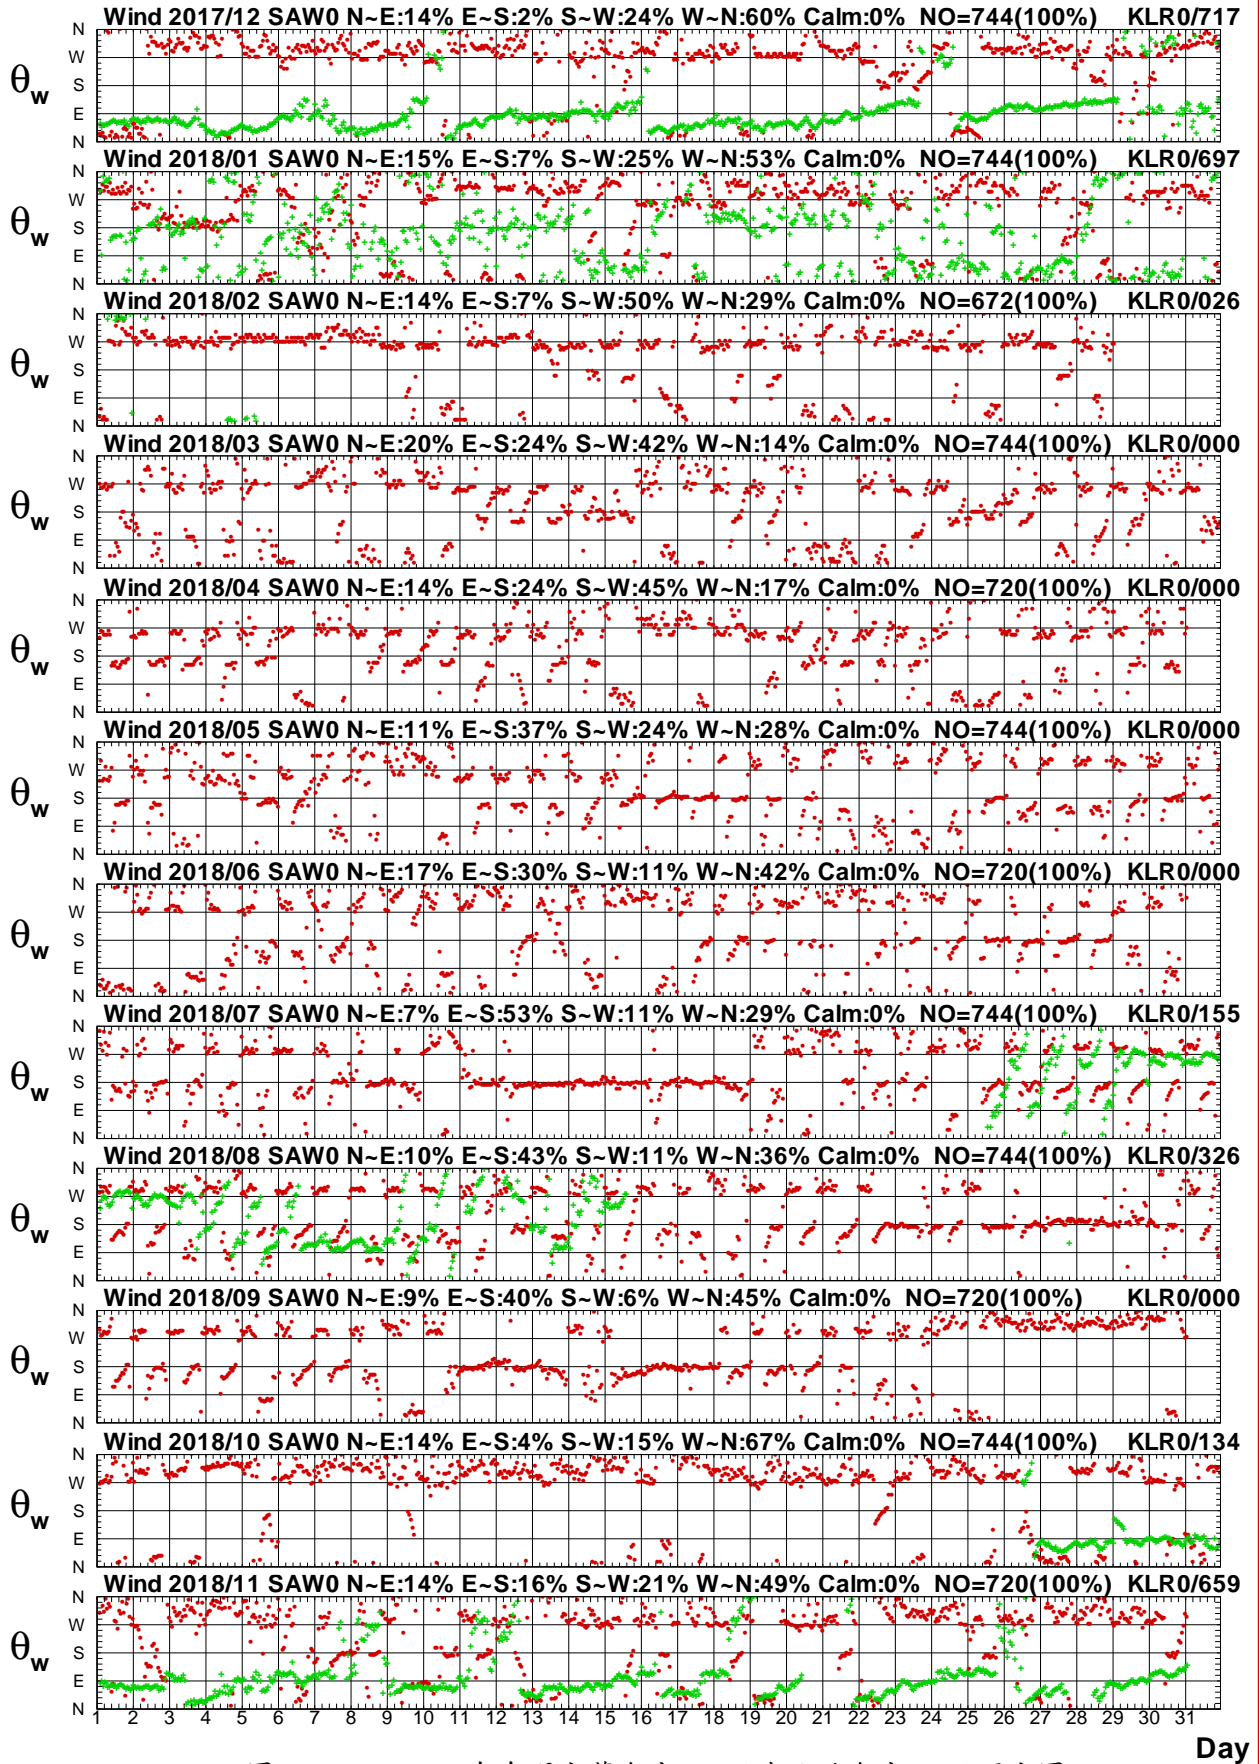 Wind 2017/12 SAW0 N~E:14% E~S:2% S~W:24% W~N:60% Calm:0% NO=744(100%) KLR0/717
N
W
θw S
E
N
Wind 2018/01 SAW0 N~E:15% E~S:7% S~W:25% W~N:53% Calm:0% NO=744(100%) KLR0/697
N
W
θw S
E
N
Wind 2018/02 SAW0 N~E:14% E~S:7% S~W:50% W~N:29% Calm:0% NO=672(100%) KLR0/026
N
W
θw S
E
N
Wind 2018/03 SAW0 N~E:20% E~S:24% S~W:42% W~N:14% Calm:0% NO=744(100%) KLR0/000
N
W
θw S
E
N
Wind 2018/04 SAW0 N~E:14% E~S:24% S~W:45% W~N:17% Calm:0% NO=720(100%) KLR0/000
N
W
θw S
E
N
Wind 2018/05 SAW0 N~E:11% E~S:37% S~W:24% W~N:28% Calm:0% NO=744(100%) KLR0/000
N
W
θw S
E
N
Wind 2018/06 SAW0 N~E:17% E~S:30% S~W:11% W~N:42% Calm:0% NO=720(100%) KLR0/000
N
W
θw S
E
N
Wind 2018/07 SAW0 N~E:7% E~S:53% S~W:11% W~N:29% Calm:0% NO=744(100%) KLR0/155
N
W
θw S
E
N
Wind 2018/08 SAW0 N~E:10% E~S:43% S~W:11% W~N:36% Calm:0% NO=744(100%) KLR0/326
N
W
θw S
E
N
Wind 2018/09 SAW0 N~E:9% E~S:40% S~W:6% W~N:45% Calm:0% NO=720(100%) KLR0/000
N
W
θw S
E
N
Wind 2018/10 SAW0 N~E:14% E~S:4% S~W:15% W~N:67% Calm:0% NO=744(100%) KLR0/134
N
W
θw S
E
N
Wind 2018/11 SAW0 N~E:14% E~S:16% S~W:21% W~N:49% Calm:0% NO=720(100%) KLR0/659
N
W
θw S
E
N
1 2 3 4 5 6 7 8 9 10 11 12 13 14 15 16 17 18 19 20 21 22 23 24 25 26 27 28 29 30 31
Day